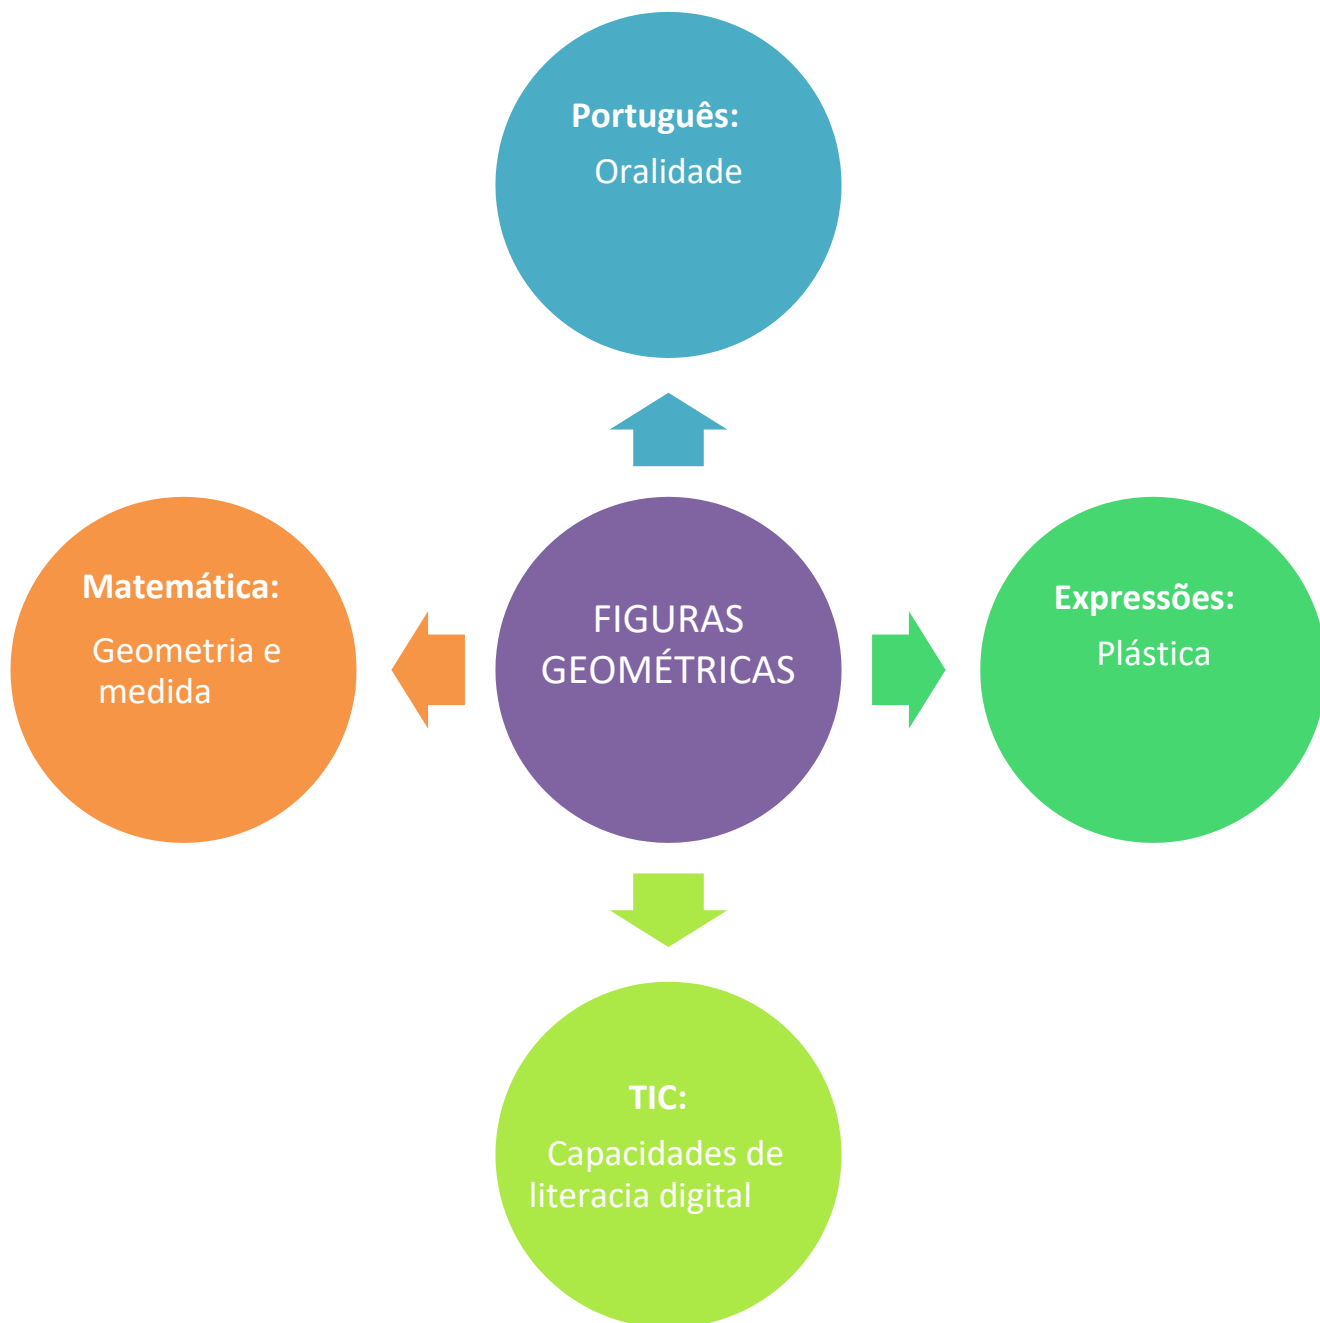 Português:
Oralidade
Matemática:
Geometria e
medida
FIGURAS
GEOMÉTRICAS
Expressões:
Plástica
TIC:
Capacidades de
literacia digital